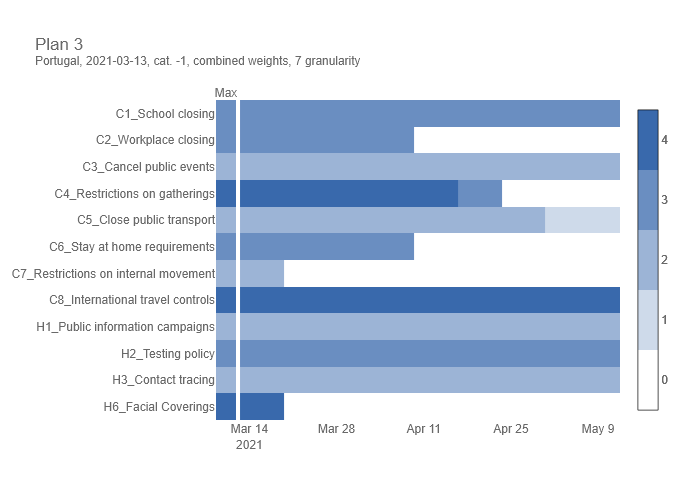 Plan 3
Portugal, 2021-03-13, cat. -1, combined weights, 7 granularity
Max
C1_School closing
C2_Workplace closing
C3_Cancel public events
C4_Restrictions on gatherings
C5_Close public transport
C6_Stay at home requirements
C7_Restrictions on internal movement
C8_International travel controls
H1_Public information campaigns
H2_Testing policy
H3_Contact tracing
H6_Facial Coverings
Mar 14 Mar 28 Apr 11 Apr 25 May 9
2021
4
3
2
1
0